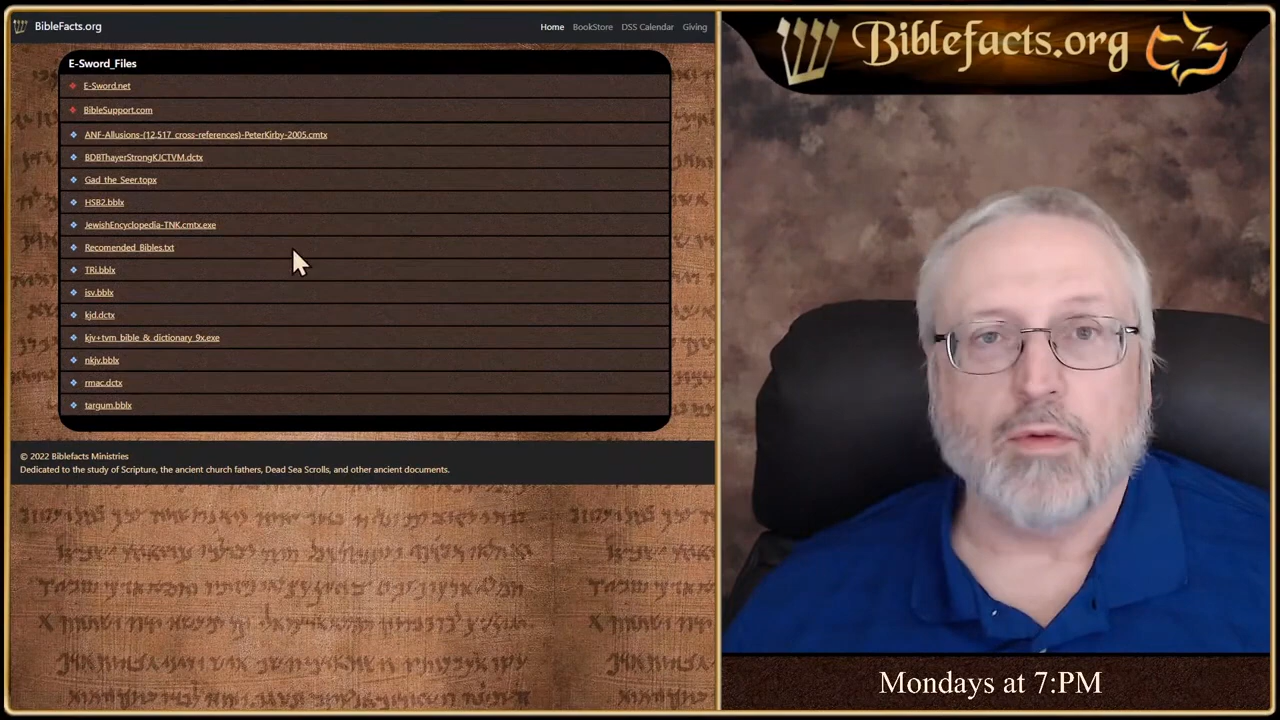 BibleFacts.org
Home BookStore DSS Calendar Giving
E-Sword_Files
E-Sword.net
BibleSupport.com
ANF-Allusions-(12,517_cross-references)-PeterKirby-2005.cmtx
BDBThayerStrongKJCTVM.dctx
Gad_the_Seer.topx
HSB2.bblx
JewishEncyclopedia-TNK.cmtx.exe
Recomended_Bibles.txt
TRi.bblx
isv.bblx
kjd.dctx
kjv+tvm_bible_&_dictionary_9x.exe
nkjv.bblx
rmac.dctx
targum.bblx
© 2022 Biblefacts Ministries
Dedicated to the study of Scripture, the ancient church fathers, Dead Sea Scrolls, and other ancient documents.
Biblefacts.org
Mondays at 7:PM